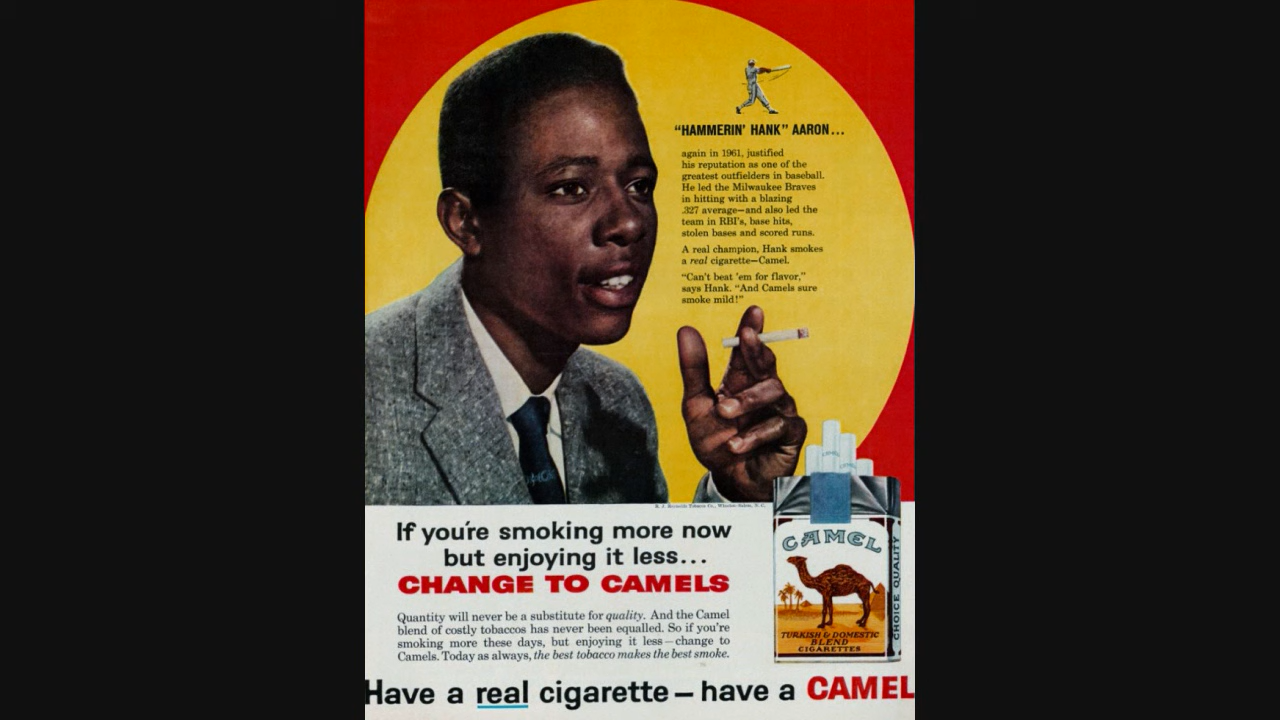 "HAMMERIN' HANK" AARON...
again in 1961, justified
his reputation as one of the
greatest outfielders in baseball.
He led the Milwaukee Braves
in hitting with a blazing
.327 average—and also led the
team in RBI's, base hits,
stolen bases and scored runs.
A real champion, Hank smokes
a real cigarette—Camel.
"Can't beat 'em for flavor,"
says Hank. "And Camels sure
smoke mild!"
R. J. Reynolds Tobacco Co., Winston-Salem, N. C.
If you're smoking more now
but enjoying it less...
CHANGE TO CAMELS
Quantity will never be a substitute for quality. And the Camel
blend of costly tobaccos has never been equalled. So if you're
smoking more these days, but enjoying it less—change to
Camels. Today as always, the best tobacco makes the best smoke.
CAMEL
TURKISH & DOMESTIC
BLEND
CIGARETTES
CHOICE QUALITY
Have a real cigarette—have a CAMEL